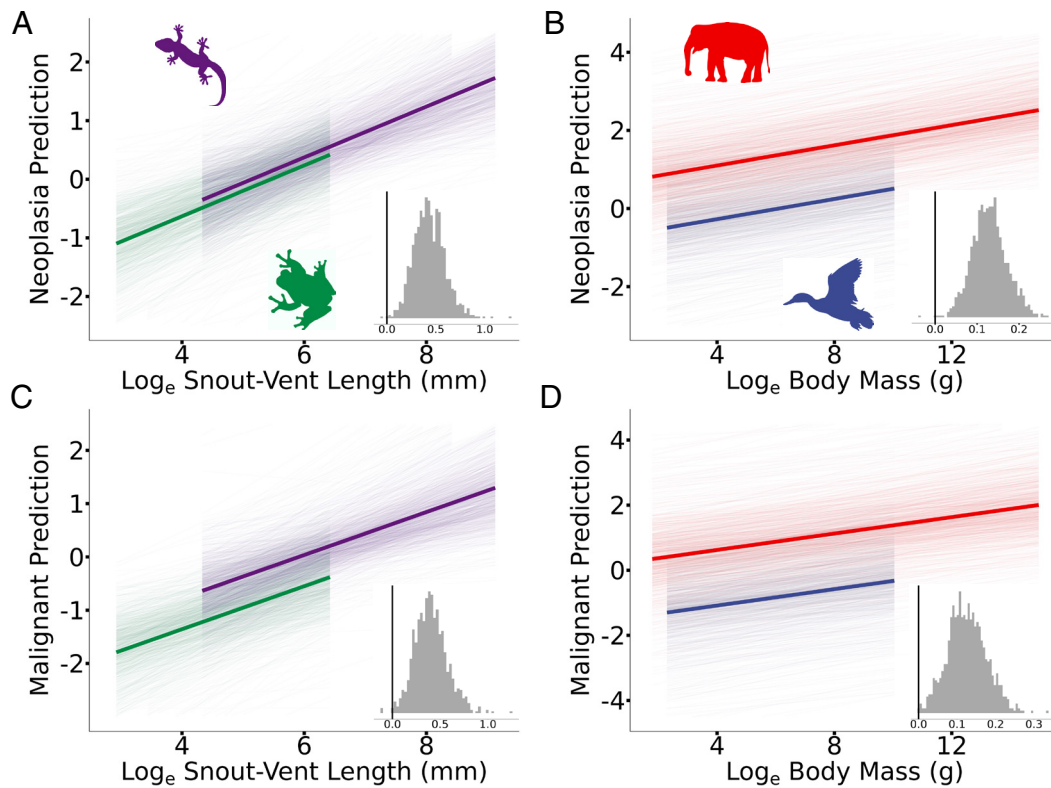 A
B
Neoplasia Prediction
2
1
0
-1
-2
0.0 0.5 1.0
4 6 8
Logₑ Snout-Vent Length (mm)
Neoplasia Prediction
4
2
0
-2
0.0 0.1 0.2
4 8 12
Logₑ Body Mass (g)
C
D
Malignant Prediction
2
1
0
-1
-2
0.0 0.5 1.0
4 6 8
Logₑ Snout-Vent Length (mm)
Malignant Prediction
4
2
0
-2
-4
0.0 0.1 0.2 0.3
4 8 12
Logₑ Body Mass (g)